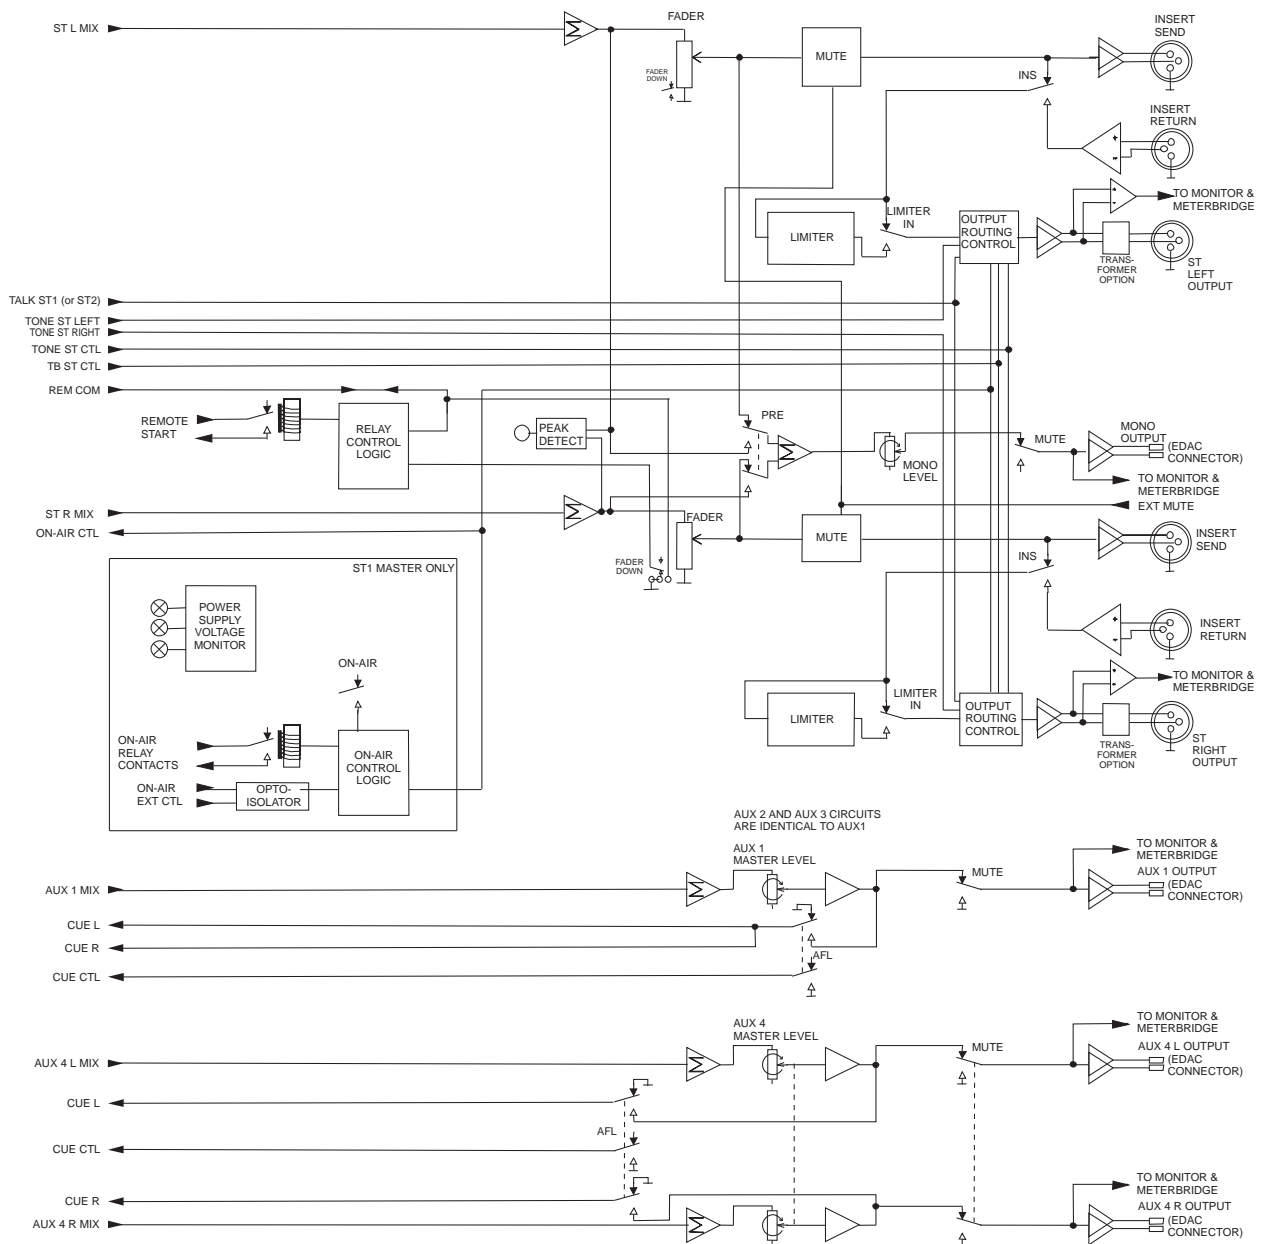 ST L MIX
FADER
FADER
DOWN
MUTE
INS
INSERT
SEND
INSERT
RETURN
TO MONITOR &
METERBRIDGE
LIMITER
LIMITER
IN
OUTPUT
ROUTING
CONTROL
TRANS-
FORMER
OPTION
ST
LEFT
OUTPUT
TALK ST1 (or ST2)
TONE ST LEFT
TONE ST RIGHT
TONE ST CTL
TB ST CTL
REM COM
REMOTE
START
RELAY
CONTROL
LOGIC
PEAK
DETECT
PRE
Σ
Σ
MONO
LEVEL
MUTE
MONO
OUTPUT
(EDAC
CONNECTOR)
TO MONITOR &
METERBRIDGE
EXT MUTE
ST R MIX
ON-AIR CTL
Σ
FADER
FADER
DOWN
MUTE
INS
INSERT
SEND
INSERT
RETURN
TO MONITOR &
METERBRIDGE
LIMITER
LIMITER
IN
OUTPUT
ROUTING
CONTROL
TRANS-
FORMER
OPTION
ST
RIGHT
OUTPUT
ST1 MASTER ONLY
POWER
SUPPLY
VOLTAGE
MONITOR
ON-AIR
ON-AIR
RELAY
CONTACTS
ON-AIR
EXT CTL
OPTO-
ISOLATOR
ON-AIR
CONTROL
LOGIC
AUX 2 AND AUX 3 CIRCUITS
ARE IDENTICAL TO AUX1
AUX 1
MASTER LEVEL
AUX 1 MIX
Σ
MUTE
TO MONITOR &
METERBRIDGE
AUX 1 OUTPUT
(EDAC
CONNECTOR)
CUE L
CUE R
CUE CTL
AFL
AUX 4
MASTER LEVEL
AUX 4 L MIX
Σ
MUTE
TO MONITOR &
METERBRIDGE
AUX 4 L OUTPUT
(EDAC
CONNECTOR)
CUE L
AFL
CUE CTL
CUE R
AUX 4 R MIX
Σ
TO MONITOR &
METERBRIDGE
AUX 4 R OUTPUT
(EDAC
CONNECTOR)